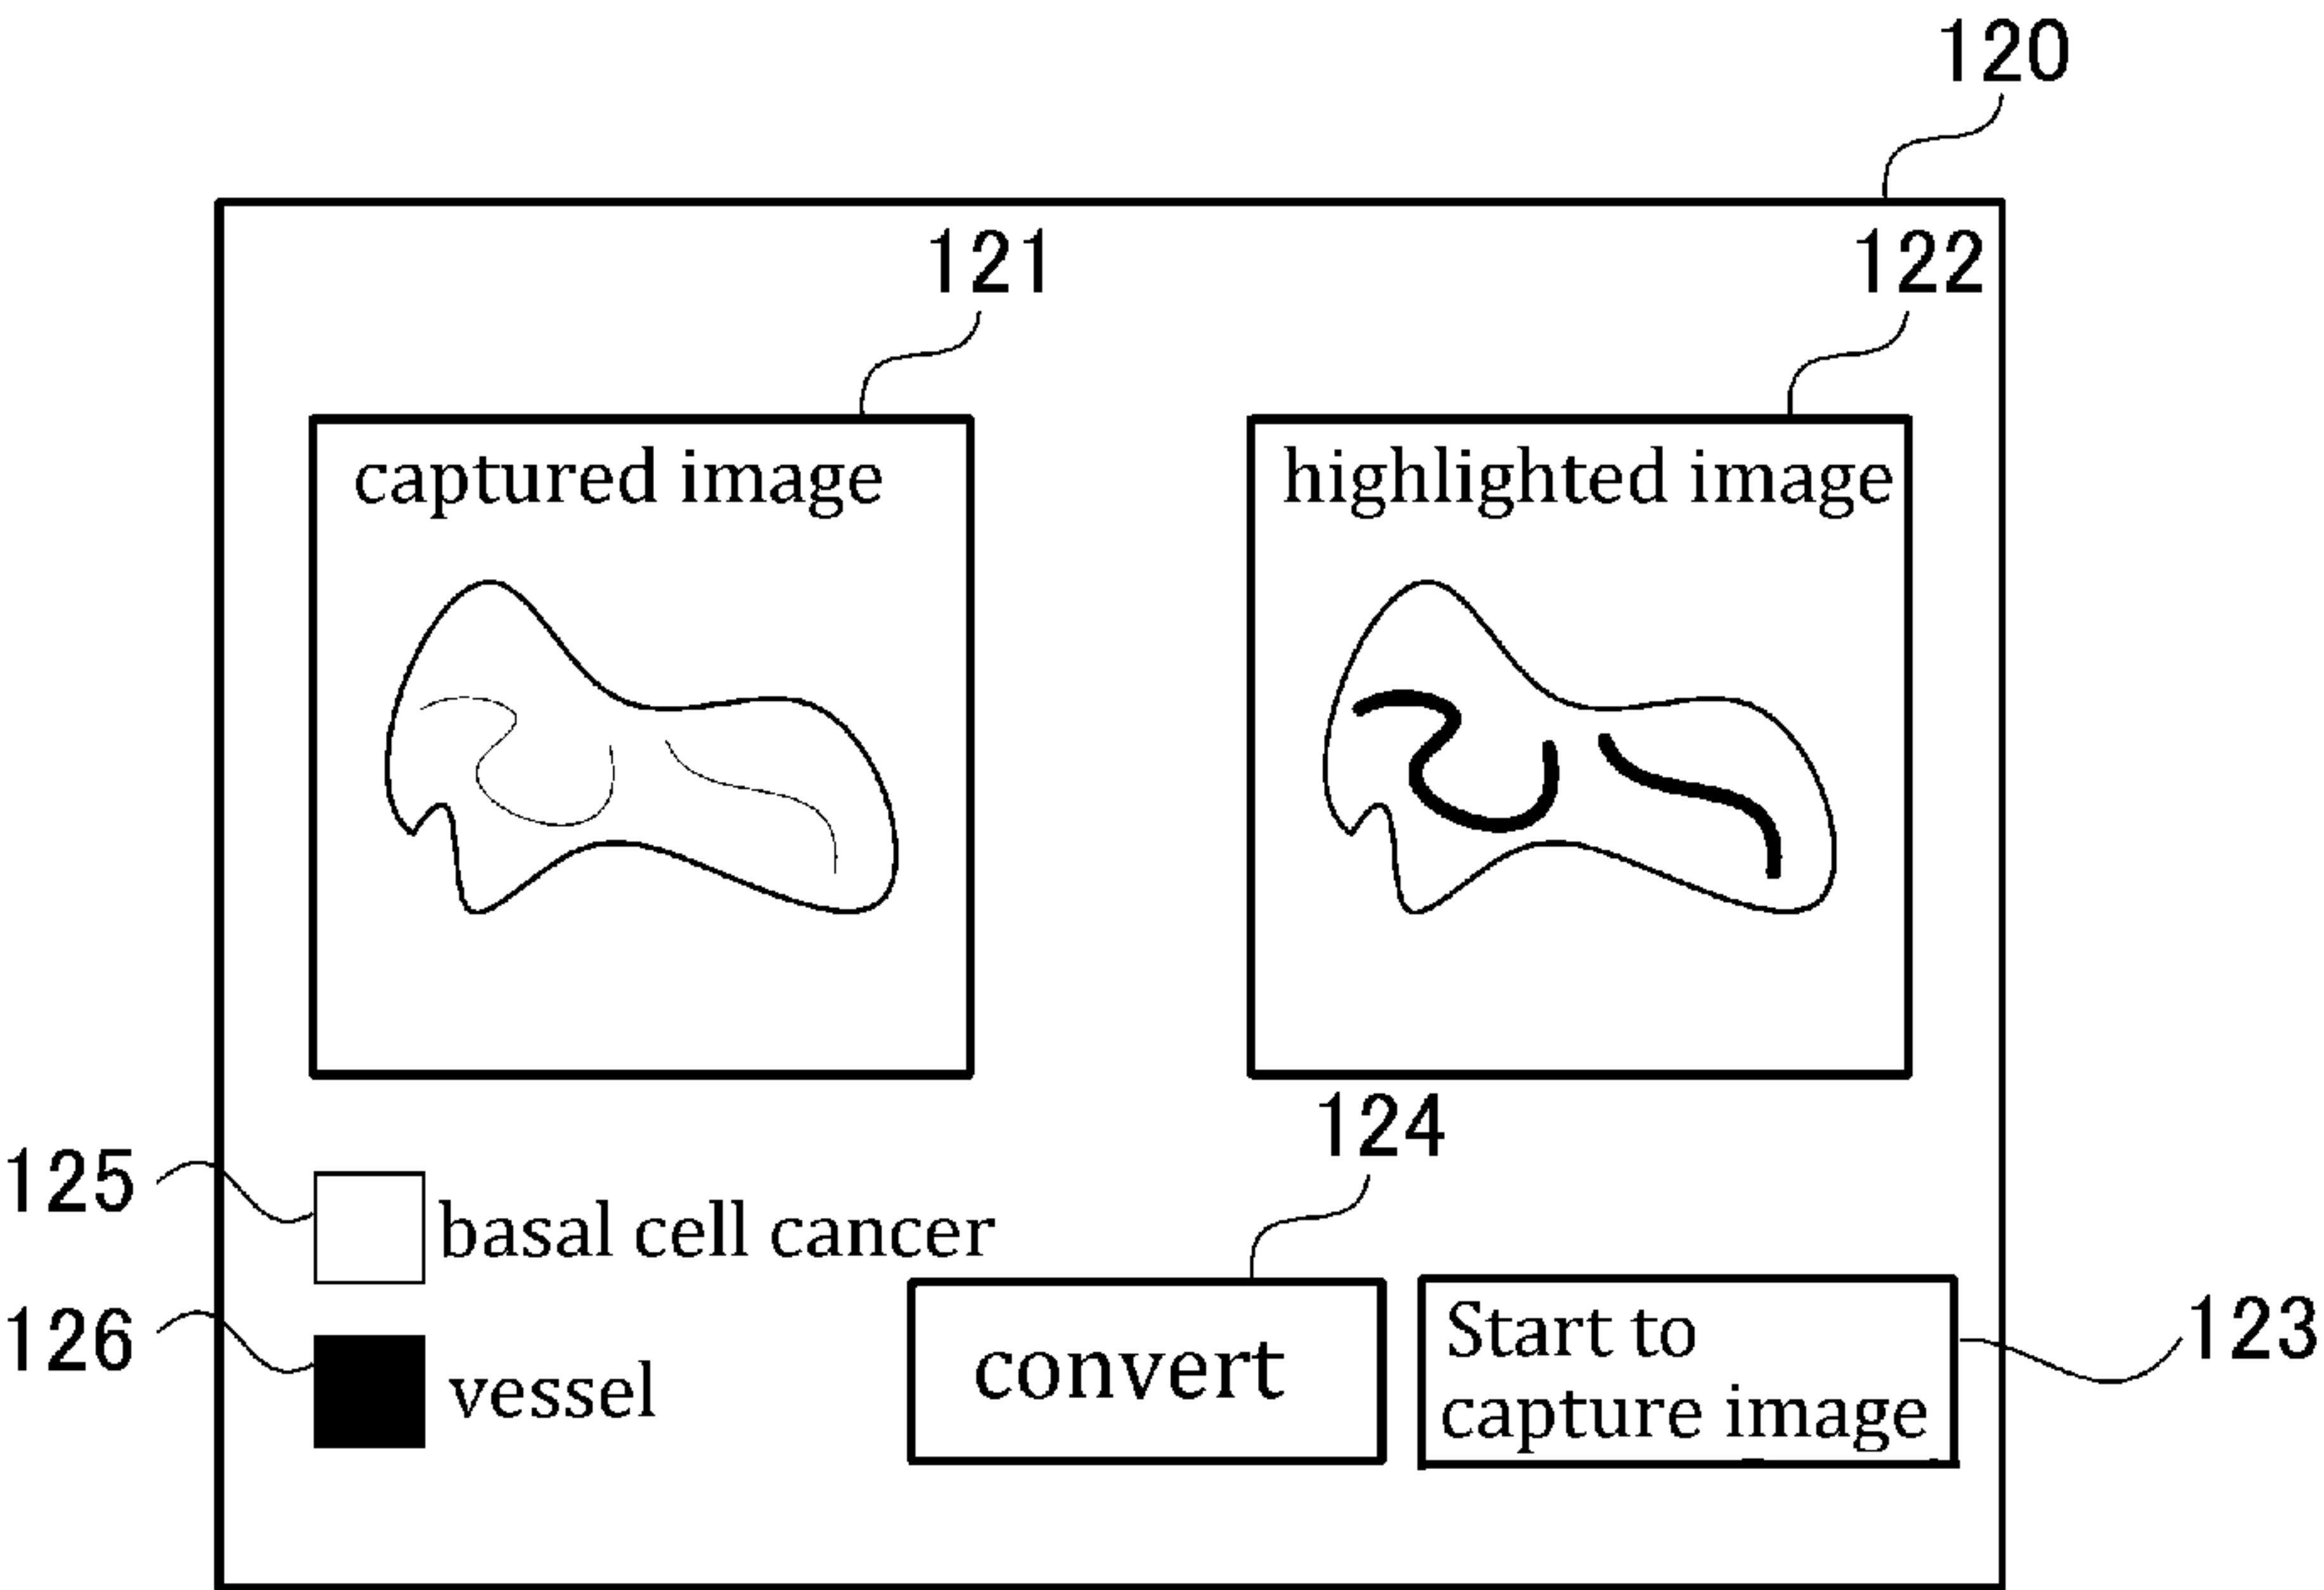 120
121
122
captured image
highlighted image
124
125
basal cell cancer
126
vessel
convert
Start to
capture image
123